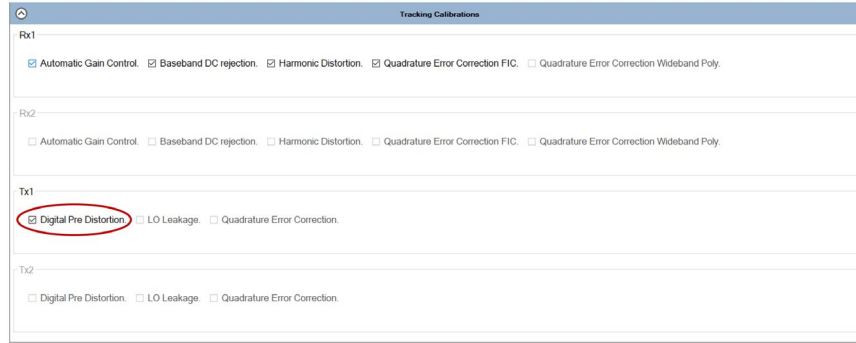 Tracking Calibrations
Rx1
Automatic Gain Control. Baseband DC rejection. Harmonic Distortion. Quadrature Error Correction FIC. Quadrature Error Correction Wideband Poly.
Rx2
Automatic Gain Control. Baseband DC rejection. Harmonic Distortion. Quadrature Error Correction FIC. Quadrature Error Correction Wideband Poly.
Tx1
Digital Pre Distortion. LO Leakage. Quadrature Error Correction.
Tx2
Digital Pre Distortion. LO Leakage. Quadrature Error Correction.